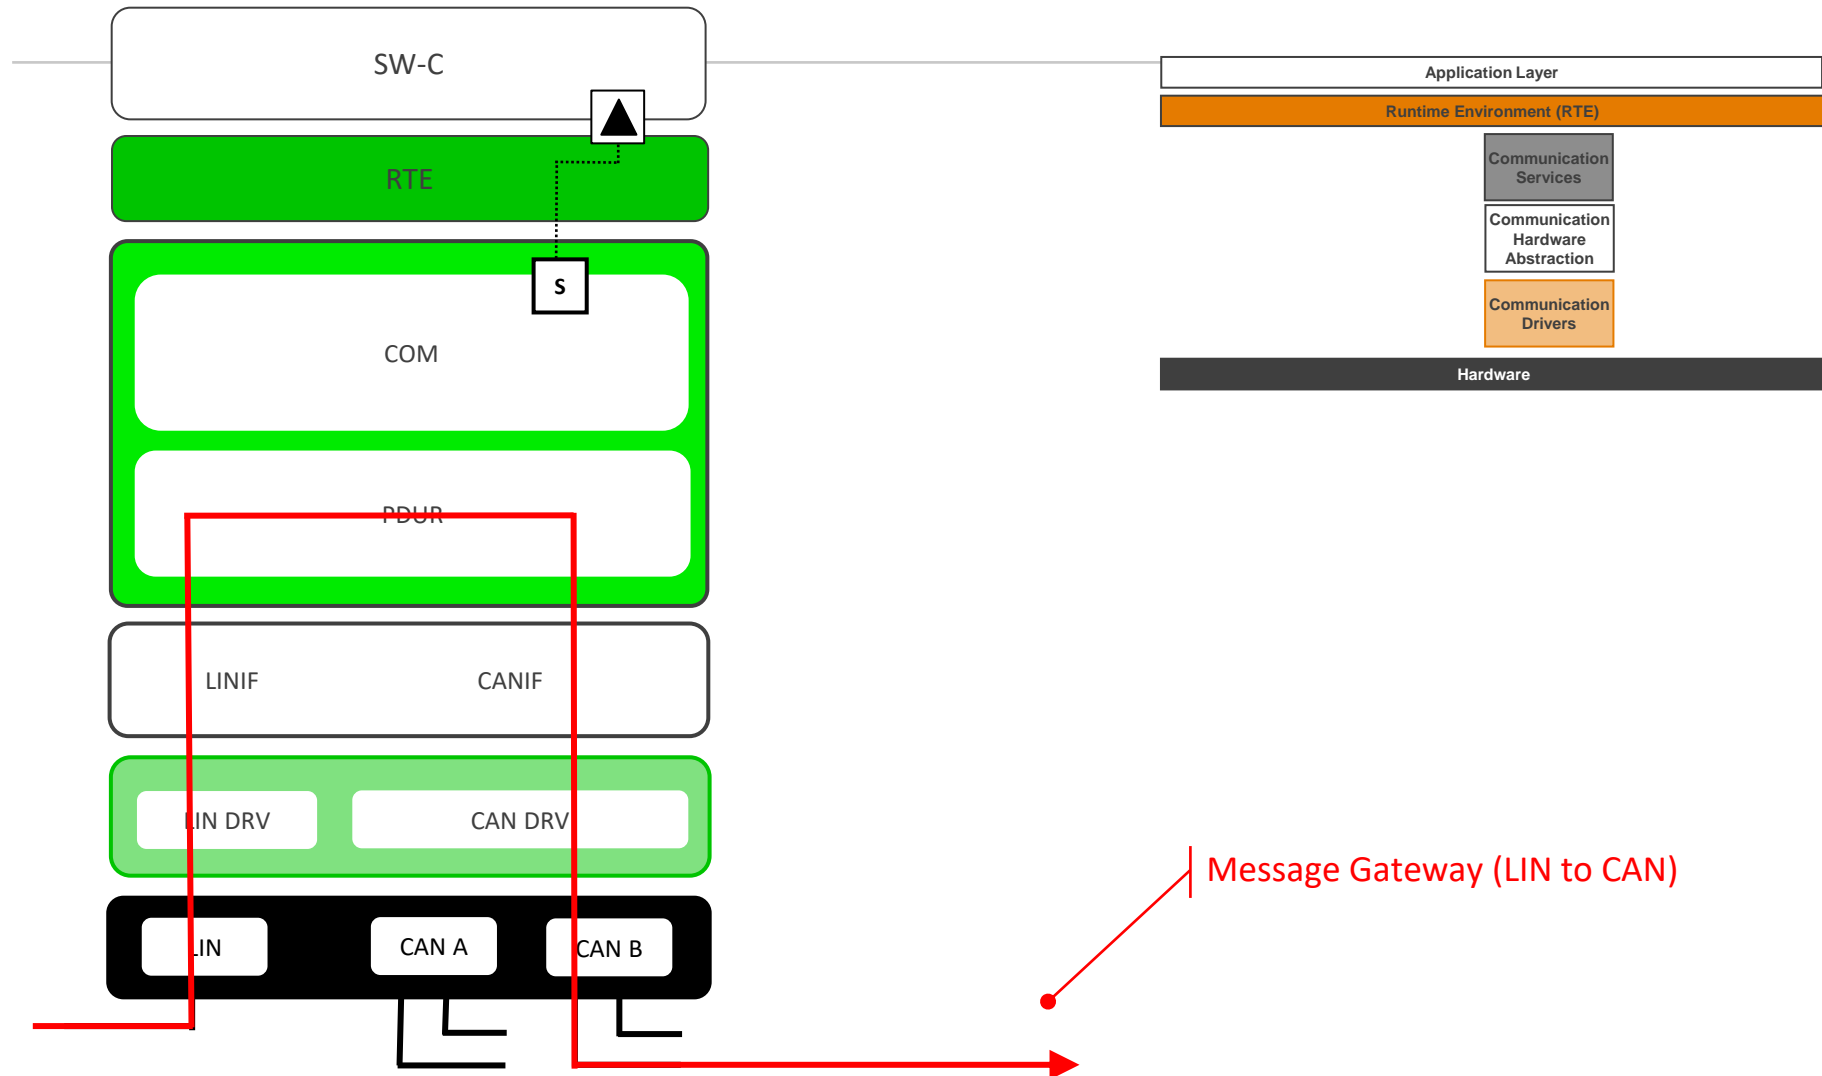 SW-C
RTE
S
COM
PDUR
LINIF
CANIF
LIN DRV
CAN DRV
LIN
CAN A
CAN B
Application Layer
Runtime Environment (RTE)
Communication
Services
Communication
Hardware
Abstraction
Communication
Drivers
Hardware
Message Gateway (LIN to CAN)